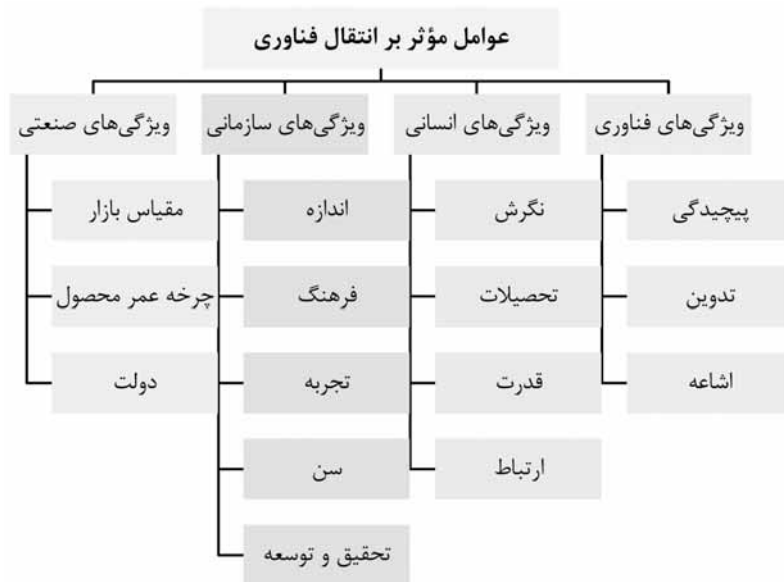 عوامل مؤثر بر انتقال فناوری
ویژگی‌های فناوری
پیچیدگی
تدوین
اشاعه
ویژگی‌های انسانی
نگرش
تحصیلات
قدرت
ارتباط
ویژگی‌های سازمانی
اندازه
فرهنگ
تجربه
سن
تحقیق و توسعه
ویژگی‌های صنعتی
مقیاس بازار
چرخه عمر محصول
دولت